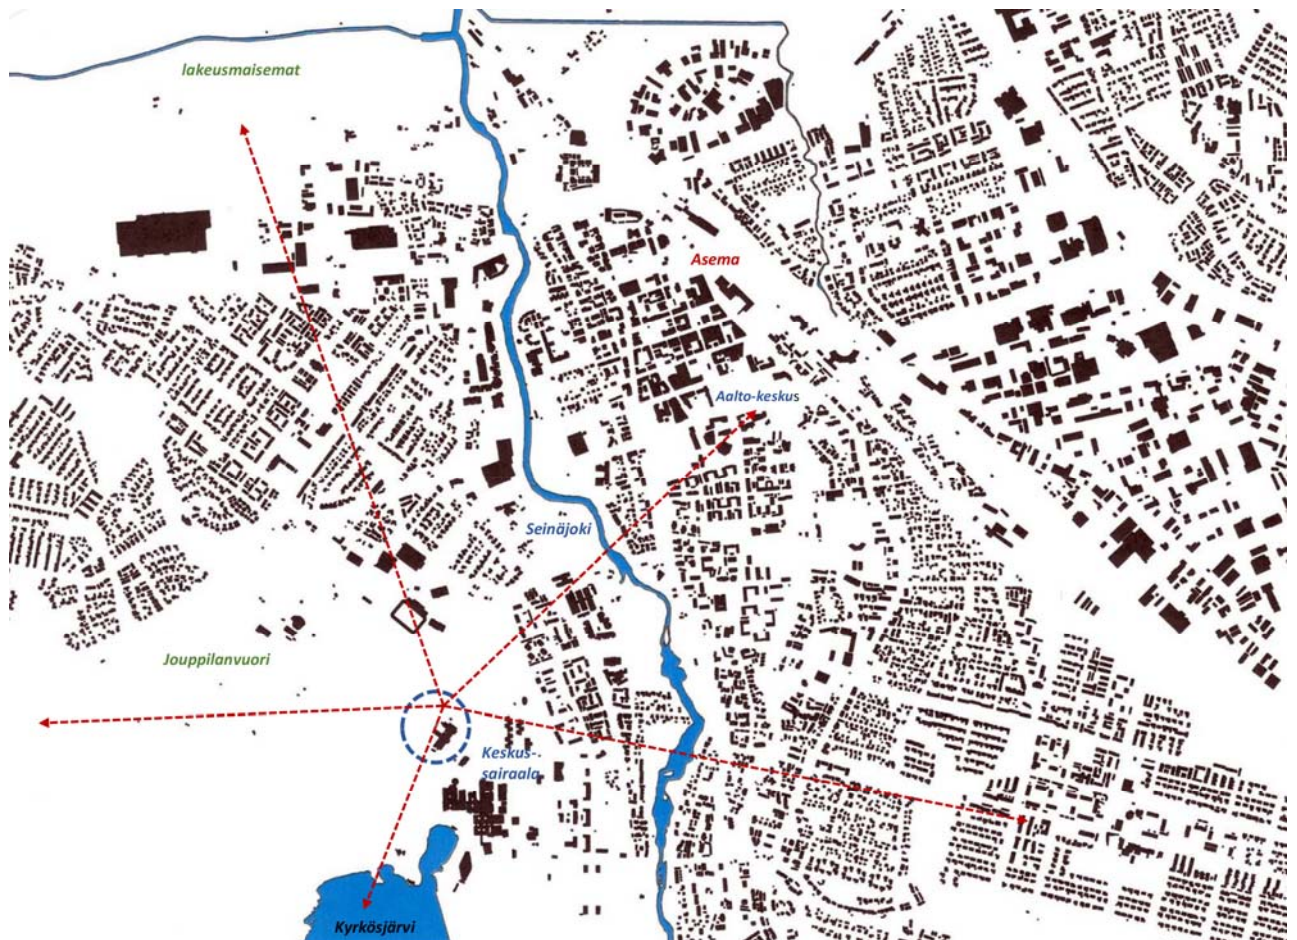 lakeusmaisemat
Asema
Aalto-keskus
Seinäjoki
Jouppilanvuori
Keskus-
sairaala
Kyrkösjärvi